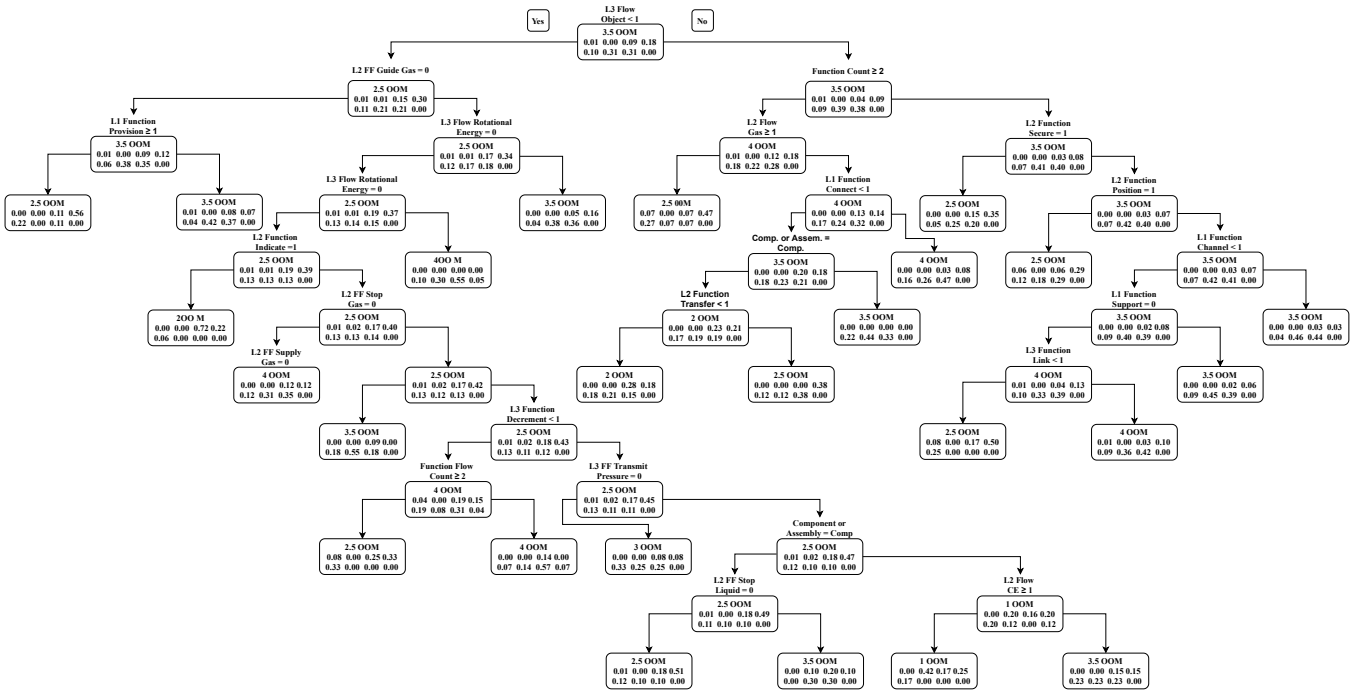 L3 Flow
Object < 1
Yes
No
3.5 OOM
0.01 0.00 0.09 0.18
0.10 0.31 0.31 0.00
L2 FF Guide Gas = 0
2.5 OOM
0.01 0.01 0.15 0.30
0.11 0.21 0.21 0.00
Function Count ≥ 2
3.5 OOM
0.01 0.00 0.04 0.09
0.09 0.39 0.38 0.00
L1 Function
Provision ≥ 1
3.5 OOM
0.01 0.00 0.09 0.12
0.06 0.38 0.35 0.00
L3 Flow Rotational
Energy = 0
2.5 OOM
0.01 0.01 0.17 0.34
0.12 0.17 0.18 0.00
L2 Flow
Gas ≥ 1
4 OOM
0.01 0.00 0.12 0.18
0.18 0.22 0.28 0.00
L2 Function
Secure = 1
3.5 OOM
0.00 0.00 0.03 0.08
0.07 0.41 0.40 0.00
2.5 OOM
0.00 0.00 0.11 0.56
0.22 0.00 0.11 0.00
3.5 OOM
0.01 0.00 0.08 0.07
0.04 0.42 0.37 0.00
L3 Flow Rotational
Energy = 0
2.5 OOM
0.01 0.01 0.19 0.37
0.13 0.14 0.15 0.00
3.5 OOM
0.00 0.00 0.05 0.16
0.04 0.38 0.36 0.00
2.5 00M
0.07 0.00 0.07 0.47
0.27 0.07 0.07 0.00
L1 Function
Connect < 1
4 OOM
0.00 0.00 0.13 0.14
0.17 0.24 0.32 0.00
2.5 OOM
0.00 0.00 0.15 0.35
0.05 0.25 0.20 0.00
L2 Function
Position = 1
3.5 OOM
0.00 0.00 0.03 0.07
0.07 0.42 0.40 0.00
L2 Function
Indicate =1
2.5 OOM
0.01 0.01 0.19 0.39
0.13 0.13 0.13 0.00
4OO M
0.00 0.00 0.00 0.00
0.10 0.30 0.55 0.05
Comp. or Assem. =
Comp.
3.5 OOM
0.00 0.00 0.20 0.18
0.18 0.23 0.21 0.00
4 OOM
0.00 0.00 0.03 0.08
0.16 0.26 0.47 0.00
2.5 OOM
0.06 0.00 0.06 0.29
0.12 0.18 0.29 0.00
L1 Function
Channel < 1
3.5 OOM
0.00 0.00 0.03 0.07
0.07 0.42 0.41 0.00
2OO M
0.00 0.00 0.72 0.22
0.06 0.00 0.00 0.00
L2 FF Stop
Gas = 0
2.5 OOM
0.01 0.02 0.17 0.40
0.13 0.13 0.14 0.00
L2 Function
Transfer < 1
2 OOM
0.00 0.00 0.23 0.21
0.17 0.19 0.19 0.00
3.5 OOM
0.00 0.00 0.00 0.00
0.22 0.44 0.33 0.00
L1 Function
Support = 0
3.5 OOM
0.00 0.00 0.02 0.08
0.09 0.40 0.39 0.00
3.5 OOM
0.00 0.00 0.03 0.03
0.04 0.46 0.44 0.00
L2 FF Supply
Gas = 0
4 OOM
0.00 0.00 0.12 0.12
0.12 0.31 0.35 0.00
2.5 OOM
0.01 0.02 0.17 0.42
0.13 0.12 0.13 0.00
2 OOM
0.00 0.00 0.28 0.18
0.18 0.21 0.15 0.00
2.5 OOM
0.00 0.00 0.00 0.38
0.12 0.12 0.38 0.00
L3 Function
Link < 1
4 OOM
0.01 0.00 0.04 0.13
0.10 0.33 0.39 0.00
3.5 OOM
0.00 0.00 0.02 0.06
0.09 0.45 0.39 0.00
3.5 OOM
0.00 0.00 0.09 0.00
0.18 0.55 0.18 0.00
L3 Function
Decrement < 1
2.5 OOM
0.01 0.02 0.18 0.43
0.13 0.11 0.12 0.00
2.5 OOM
0.08 0.00 0.17 0.50
0.25 0.00 0.00 0.00
4 OOM
0.01 0.00 0.03 0.10
0.09 0.36 0.42 0.00
Function Flow
Count ≥ 2
4 OOM
0.04 0.00 0.19 0.15
0.19 0.08 0.31 0.04
L3 FF Transmit
Pressure = 0
2.5 OOM
0.01 0.02 0.17 0.45
0.13 0.11 0.11 0.00
2.5 OOM
0.08 0.00 0.25 0.33
0.33 0.00 0.00 0.00
4 OOM
0.00 0.00 0.14 0.00
0.07 0.14 0.57 0.07
3 OOM
0.00 0.00 0.08 0.08
0.33 0.25 0.25 0.00
Component or
Assembly = Comp
2.5 OOM
0.01 0.02 0.18 0.47
0.12 0.10 0.10 0.00
L2 FF Stop
Liquid = 0
2.5 OOM
0.01 0.00 0.18 0.49
0.11 0.10 0.10 0.00
L2 Flow
CE ≥ 1
1 OOM
0.00 0.20 0.16 0.20
0.20 0.12 0.00 0.12
2.5 OOM
0.01 0.00 0.18 0.51
0.12 0.10 0.10 0.00
3.5 OOM
0.00 0.10 0.20 0.10
0.00 0.30 0.30 0.00
1 OOM
0.00 0.42 0.17 0.25
0.17 0.00 0.00 0.00
3.5 OOM
0.00 0.00 0.15 0.15
0.23 0.23 0.23 0.00